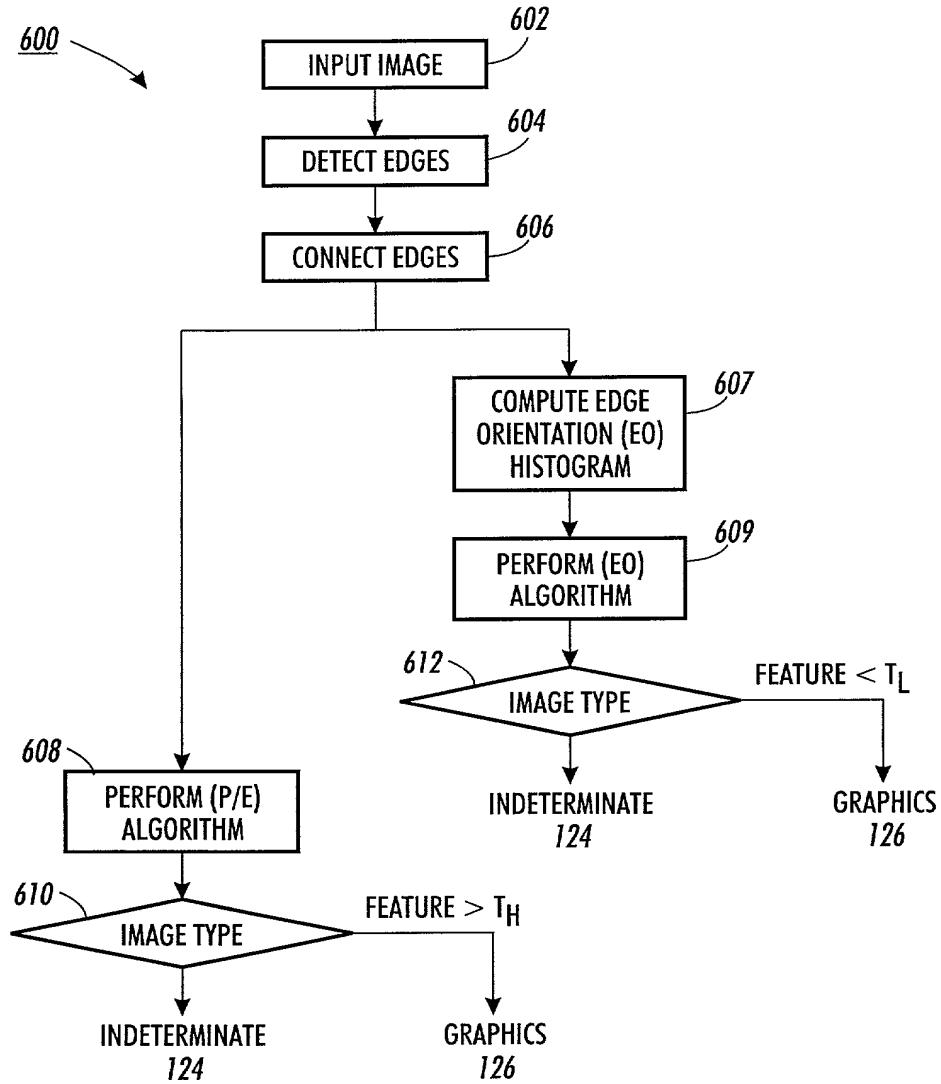 600
602
INPUT IMAGE
604
DETECT EDGES
606
CONNECT EDGES
607
COMPUTE EDGE
ORIENTATION (EO)
HISTOGRAM
609
PERFORM (EO)
ALGORITHM
612
IMAGE TYPE
FEATURE < TL
INDETERMINATE
124
GRAPHICS
126
608
PERFORM (P/E)
ALGORITHM
610
IMAGE TYPE
FEATURE > TH
INDETERMINATE
124
GRAPHICS
126